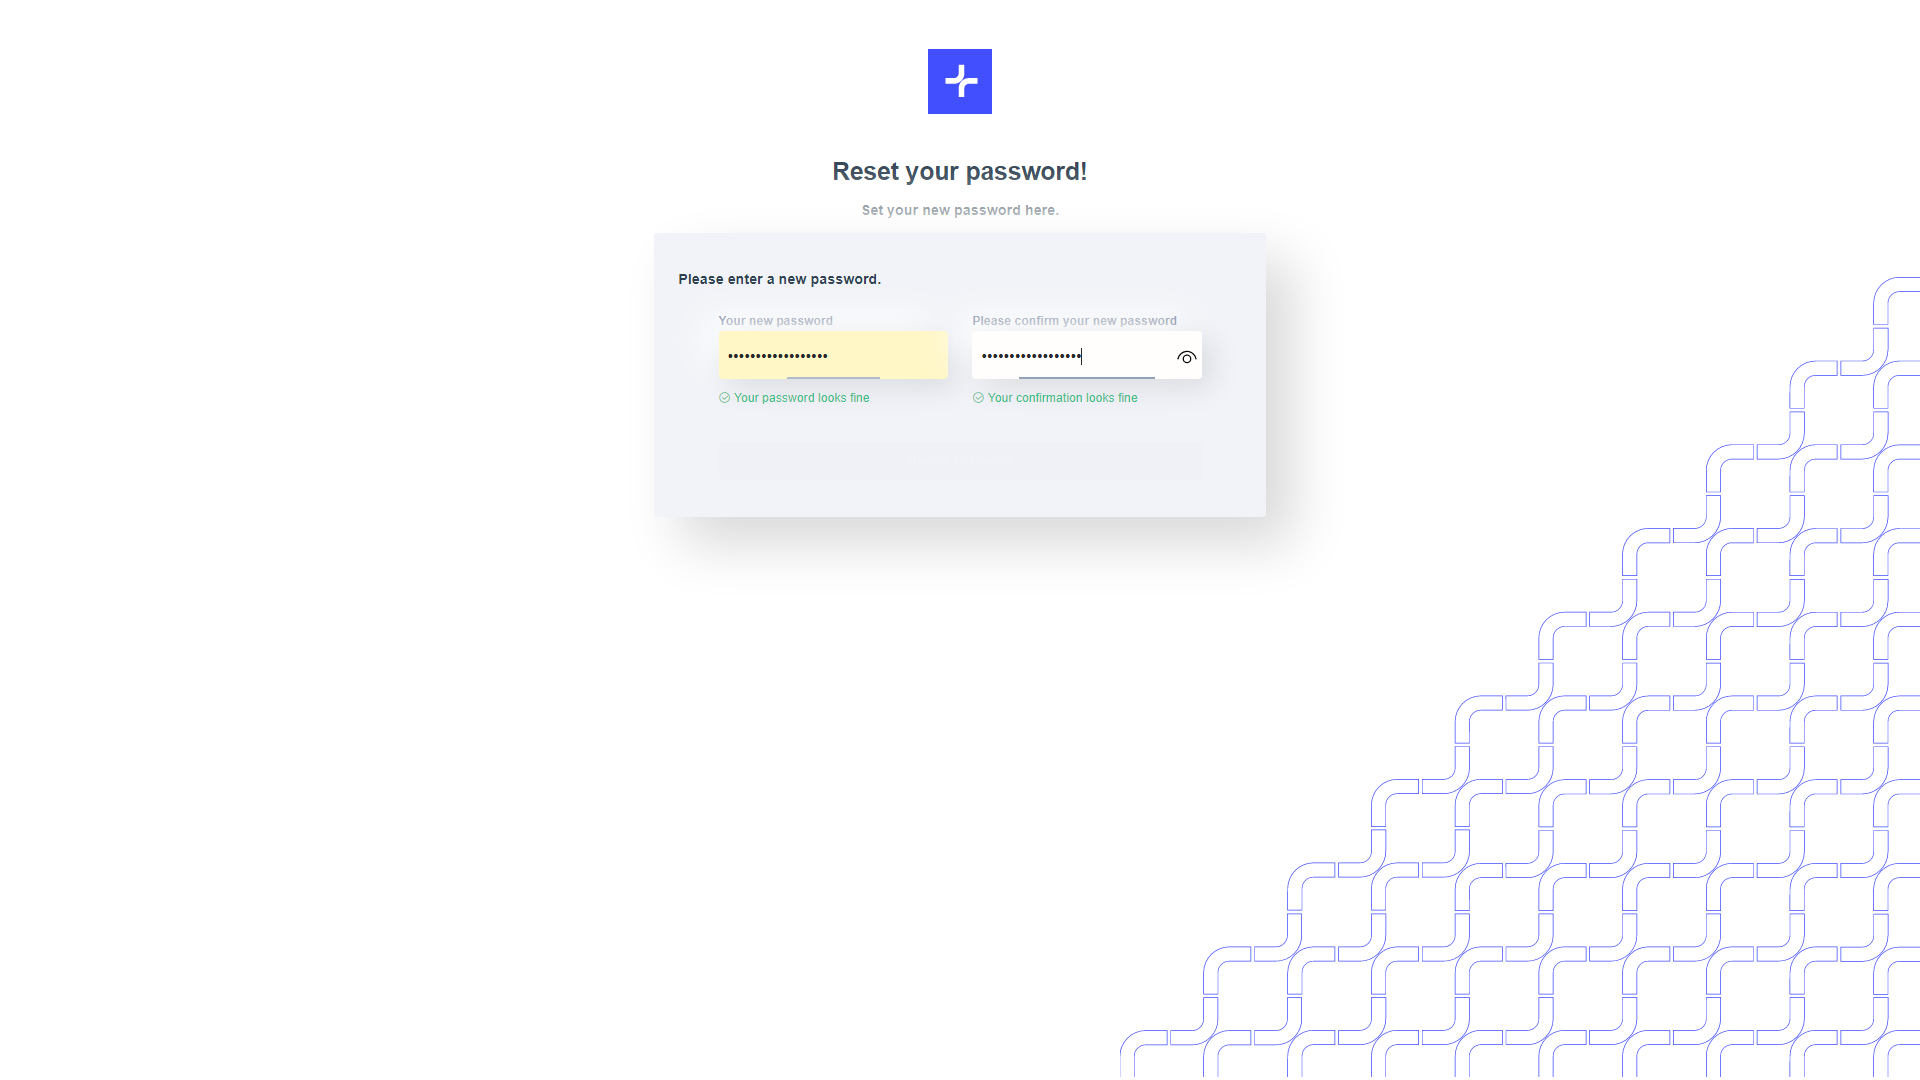 Reset your password!
Set your new password here.
Please enter a new password.
Your new password
Please confirm your new password
••••••••••••••••••
••••••••••••••••••
Your password looks fine
Your confirmation looks fine